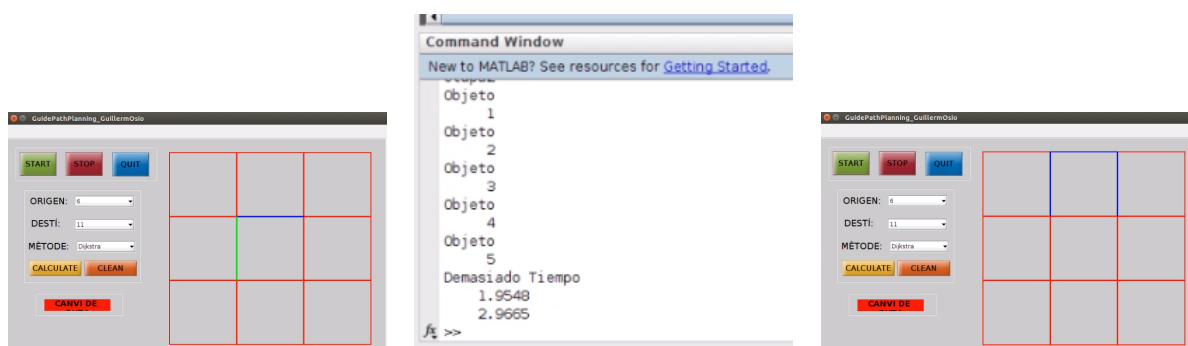 GuidePathPlanning_GuillermOsio
START STOP QUIT
ORIGEN: 6
DESTÍ: 11
MÈTODE: Dijkstra
CALCULATE CLEAN
CANVI DE
Command Window
New to MATLAB? See resources for Getting Started.
Objeto
1
Objeto
2
Objeto
3
Objeto
4
Objeto
5
Demasiado Tiempo
1.9548
2.9665
fx >>
GuidePathPlanning_GuillermOsio
START STOP QUIT
ORIGEN: 6
DESTÍ: 11
MÈTODE: Dijkstra
CALCULATE CLEAN
CANVI DE